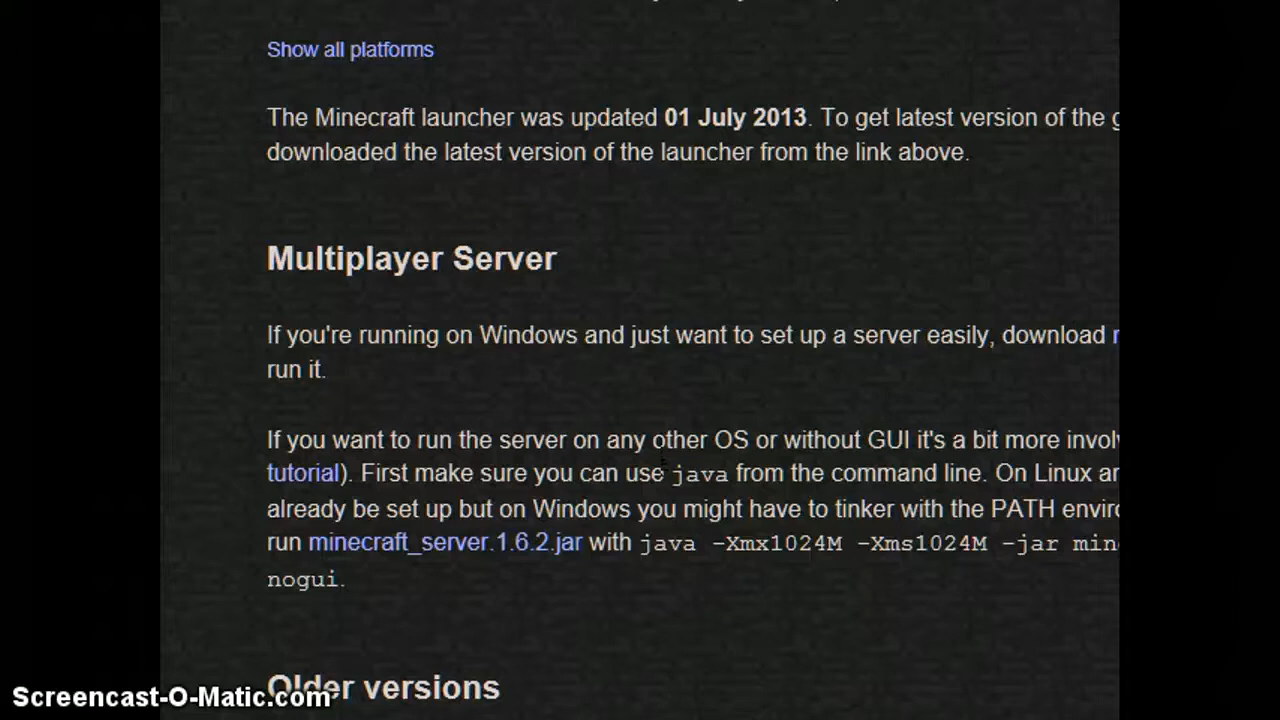 Show all platforms
The Minecraft launcher was updated 01 July 2013. To get latest version of the
downloaded the latest version of the launcher from the link above.
Multiplayer Server
If you're running on Windows and just want to set up a server easily, download
run it.
If you want to run the server on any other OS or without GUI it's a bit more
tutorial). First make sure you can use java from the command line. On Linux
already be set up but on Windows you might have to tinker with the PATH
run minecraft_server.1.6.2.jar with java -Xmx1024M -Xms1024M -jar
nogui.
Older versions
Screencast-O-Matic.com